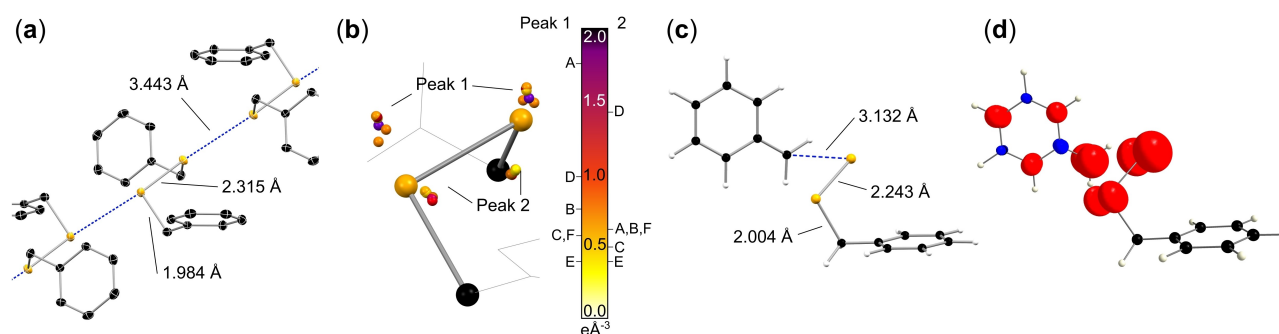 (a)
3.443 Å
2.315 Å
1.984 Å
(b)
Peak 1
Peak 2
Peak 1 2
2.0
A
1.5
D
1.0
D
B
A,B,F
C,F
0.5
C
E
E
0.0
eÅ⁻³
(c)
3.132 Å
2.243 Å
2.004 Å
(d)